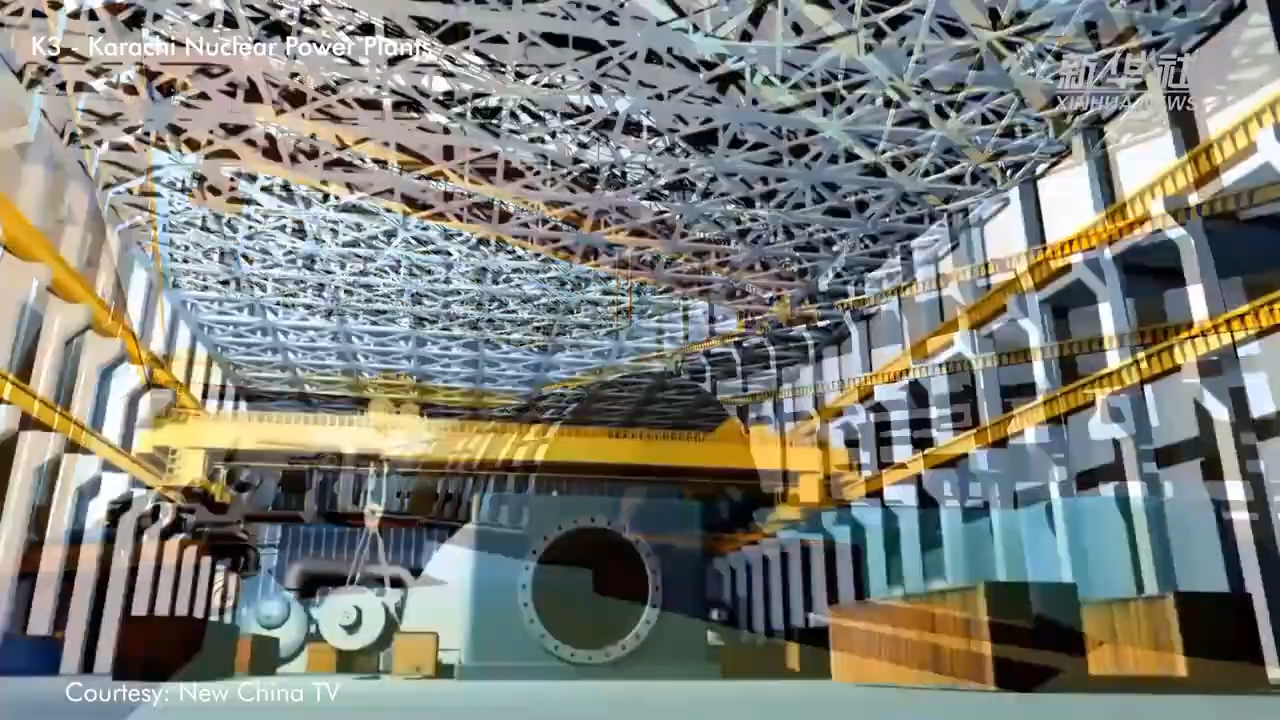 K3 - Karachi Nuclear Power Plants
新华社
XINHUA NEWS
Courtesy: New China TV